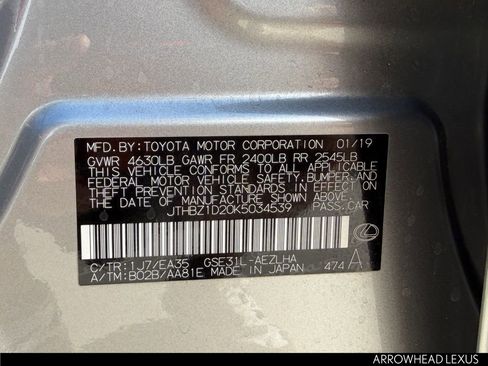 MFD.BY: TOYOTA MOTOR CORPORATION 01/19
GVWR 4630LB GAWR FR 2400LB RR 2545LB
THIS VEHICLE CONFORMS TO ALL APPLICABLE
FEDERAL MOTOR VEHICLE SAFETY,BUMPER,AND
THEFT PREVENTION STANDARDS IN EFFECT ON
THE DATE OF MANUFACTURE SHOWN ABOVE.
JTHBZ1D20K5034539 PASS.CAR
C/TR:1J7/EA35 GSE31L-AEZLHA
A/TM:B02B/AA81E MADE IN JAPAN 474 A
ARROWHEAD LEXUS